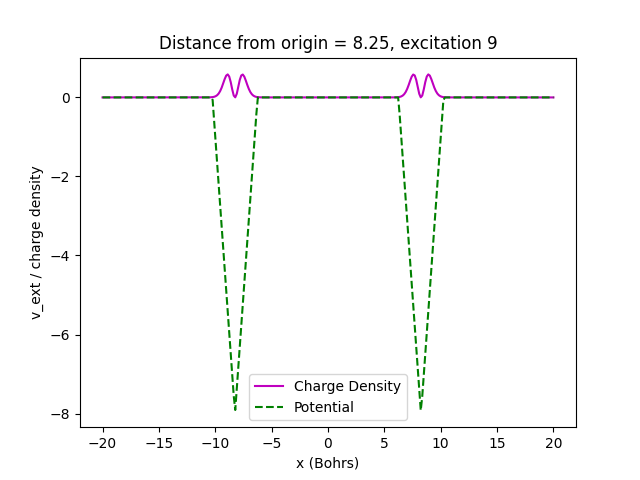 Distance from origin = 8.25, excitation 9
v_ext / charge density
0
−2
−4
−6
−8
Charge Density
Potential
−20 −15 −10 −5 0 5 10 15 20
x (Bohrs)